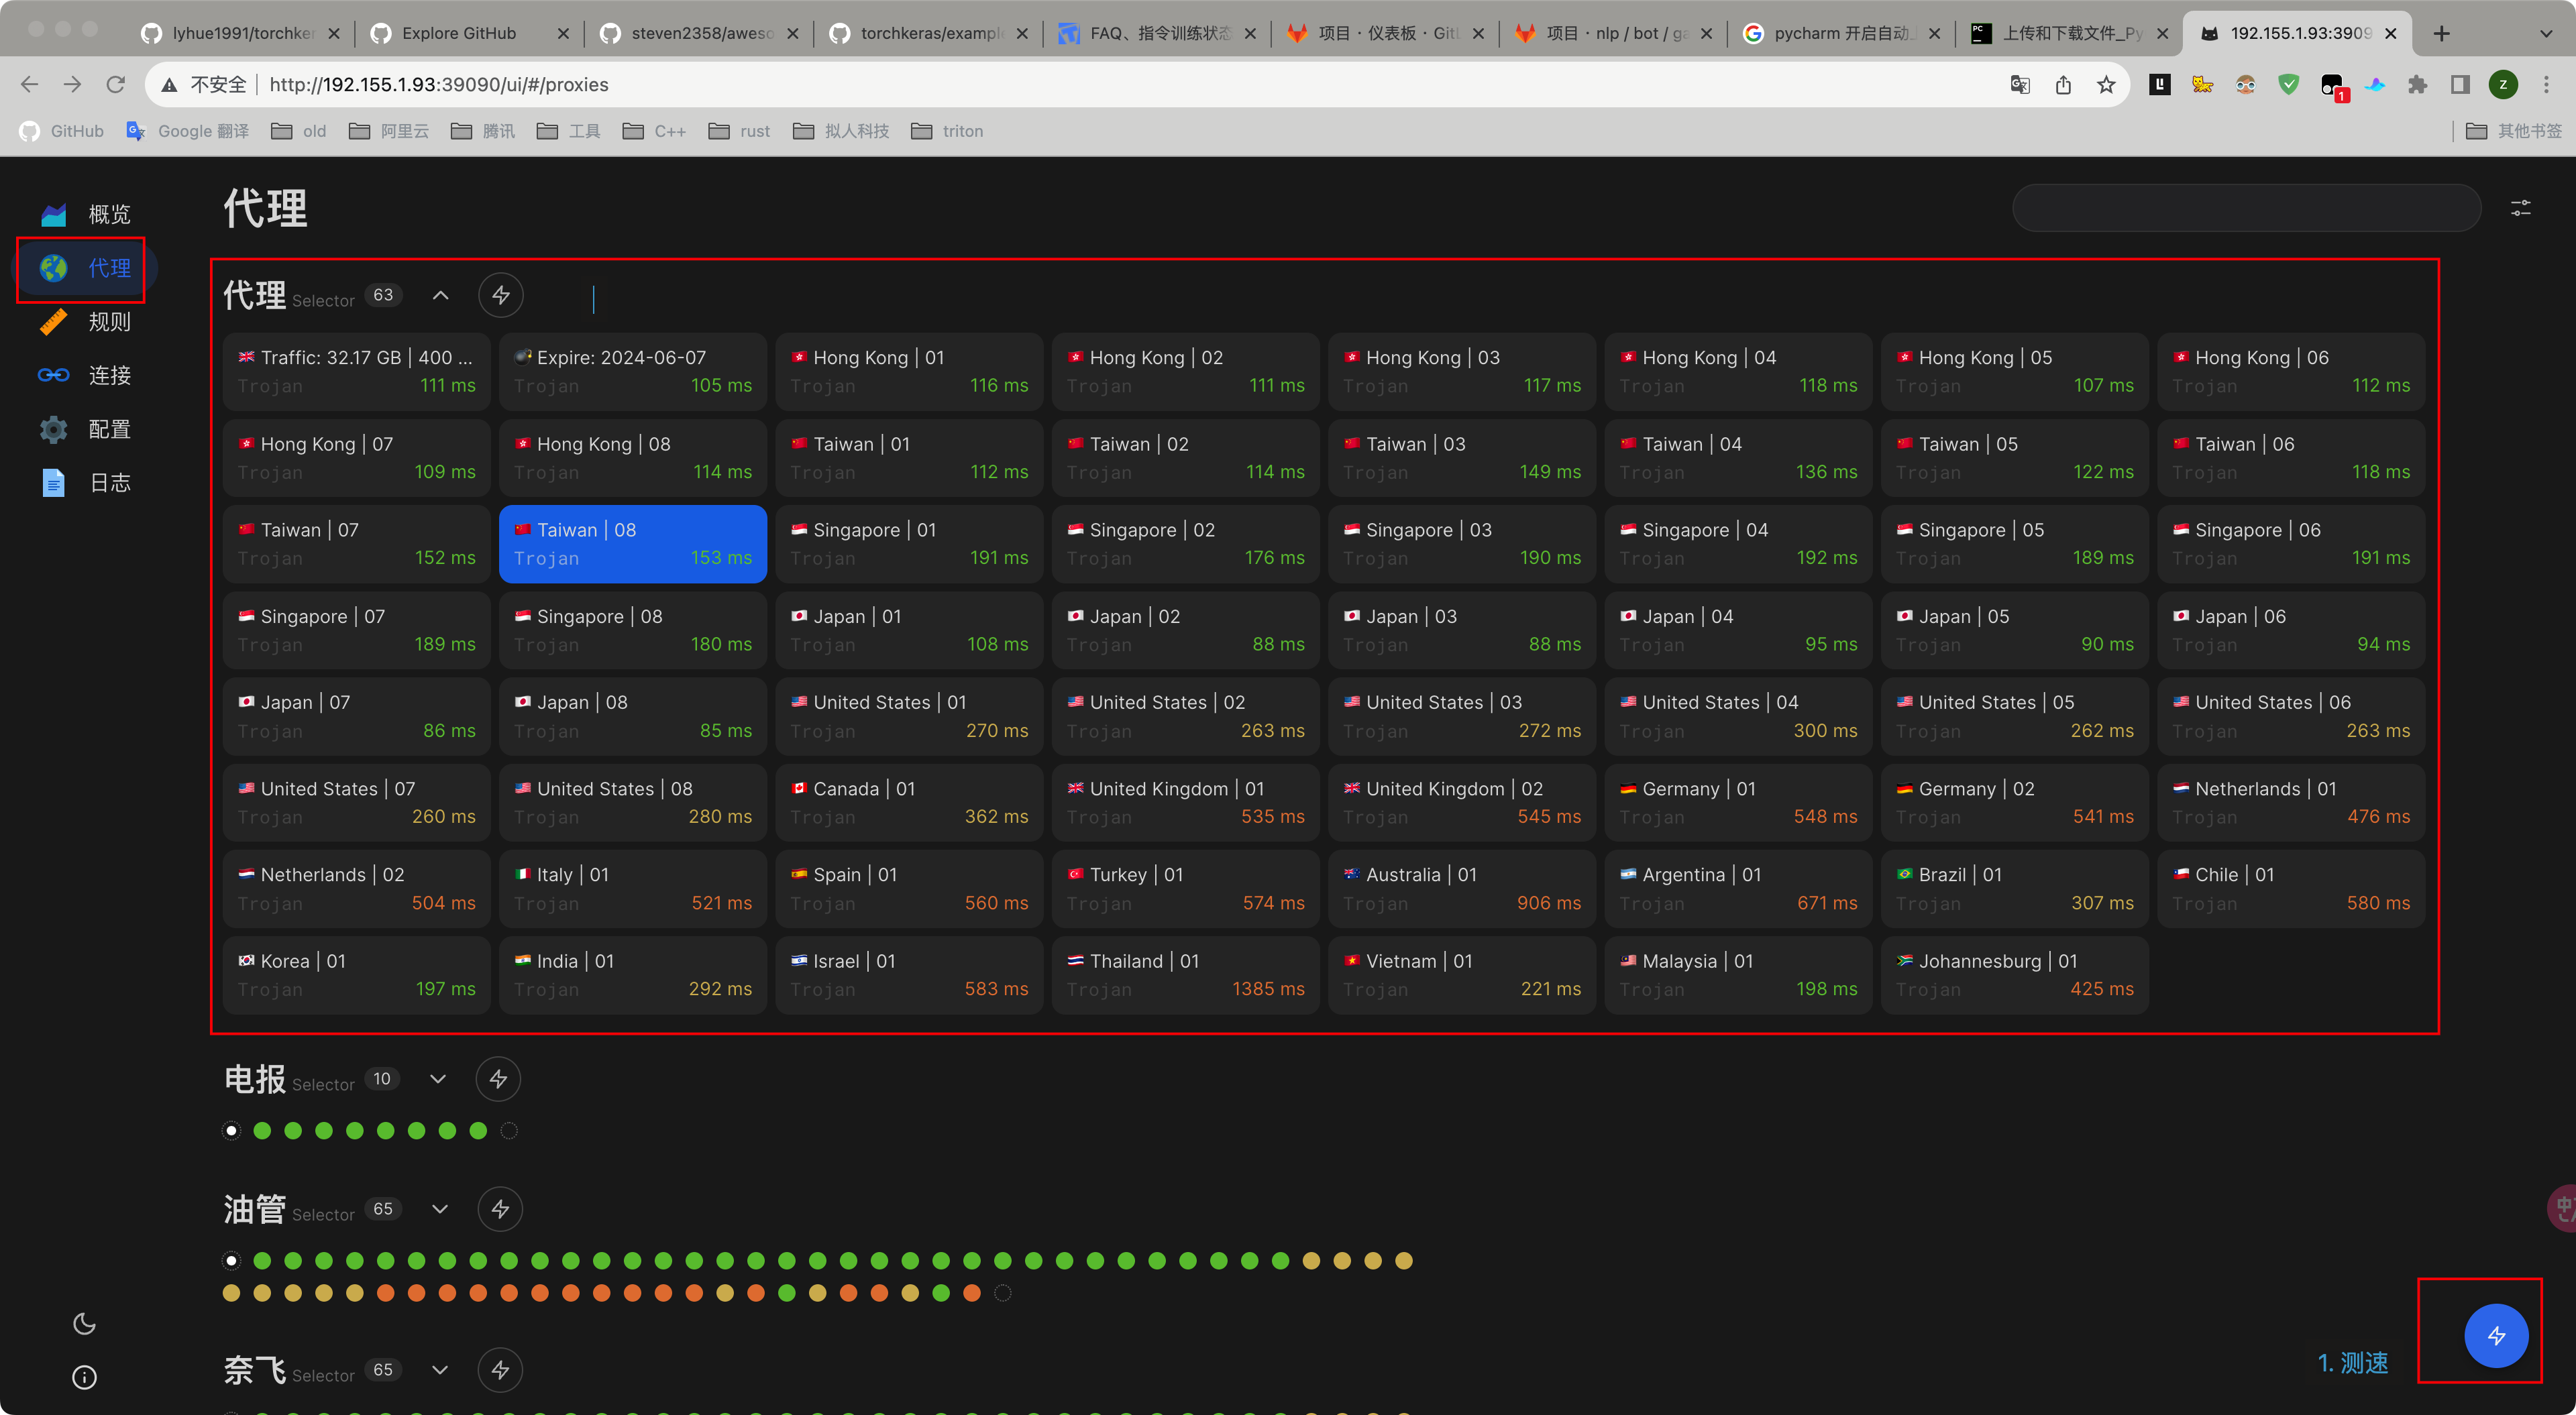 lyhue1991/torchker
Explore GitHub
steven2358/aweso
torchkeras/example
FAQ、指令训练状态
项目 · 仪表板 · GitL
项目 · nlp / bot / ga
pycharm 开启自动
上传和下载文件_Py
192.155.1.93:3909
不安全
http://192.155.1.93:39090/ui/#/proxies
1
z
GitHub
Google 翻译
old
阿里云
腾讯
工具
C++
rust
拟人科技
triton
其他书签
概览
代理
规则
连接
配置
日志
代理
代理 Selector 63
Traffic: 32.17 GB | 400 ...
Trojan 111 ms
Expire: 2024-06-07
Trojan 105 ms
Hong Kong | 01
Trojan 116 ms
Hong Kong | 02
Trojan 111 ms
Hong Kong | 03
Trojan 117 ms
Hong Kong | 04
Trojan 118 ms
Hong Kong | 05
Trojan 107 ms
Hong Kong | 06
Trojan 112 ms
Hong Kong | 07
Trojan 109 ms
Hong Kong | 08
Trojan 114 ms
Taiwan | 01
Trojan 112 ms
Taiwan | 02
Trojan 114 ms
Taiwan | 03
Trojan 149 ms
Taiwan | 04
Trojan 136 ms
Taiwan | 05
Trojan 122 ms
Taiwan | 06
Trojan 118 ms
Taiwan | 07
Trojan 152 ms
Taiwan | 08
Trojan 153 ms
Singapore | 01
Trojan 191 ms
Singapore | 02
Trojan 176 ms
Singapore | 03
Trojan 190 ms
Singapore | 04
Trojan 192 ms
Singapore | 05
Trojan 189 ms
Singapore | 06
Trojan 191 ms
Singapore | 07
Trojan 189 ms
Singapore | 08
Trojan 180 ms
Japan | 01
Trojan 108 ms
Japan | 02
Trojan 88 ms
Japan | 03
Trojan 88 ms
Japan | 04
Trojan 95 ms
Japan | 05
Trojan 90 ms
Japan | 06
Trojan 94 ms
Japan | 07
Trojan 86 ms
Japan | 08
Trojan 85 ms
United States | 01
Trojan 270 ms
United States | 02
Trojan 263 ms
United States | 03
Trojan 272 ms
United States | 04
Trojan 300 ms
United States | 05
Trojan 262 ms
United States | 06
Trojan 263 ms
United States | 07
Trojan 260 ms
United States | 08
Trojan 280 ms
Canada | 01
Trojan 362 ms
United Kingdom | 01
Trojan 535 ms
United Kingdom | 02
Trojan 545 ms
Germany | 01
Trojan 548 ms
Germany | 02
Trojan 541 ms
Netherlands | 01
Trojan 476 ms
Netherlands | 02
Trojan 504 ms
Italy | 01
Trojan 521 ms
Spain | 01
Trojan 560 ms
Turkey | 01
Trojan 574 ms
Australia | 01
Trojan 906 ms
Argentina | 01
Trojan 671 ms
Brazil | 01
Trojan 307 ms
Chile | 01
Trojan 580 ms
Korea | 01
Trojan 197 ms
India | 01
Trojan 292 ms
Israel | 01
Trojan 583 ms
Thailand | 01
Trojan 1385 ms
Vietnam | 01
Trojan 221 ms
Malaysia | 01
Trojan 198 ms
Johannesburg | 01
Trojan 425 ms
电报 Selector 10
油管 Selector 65
奈飞 Selector 65
1. 测速